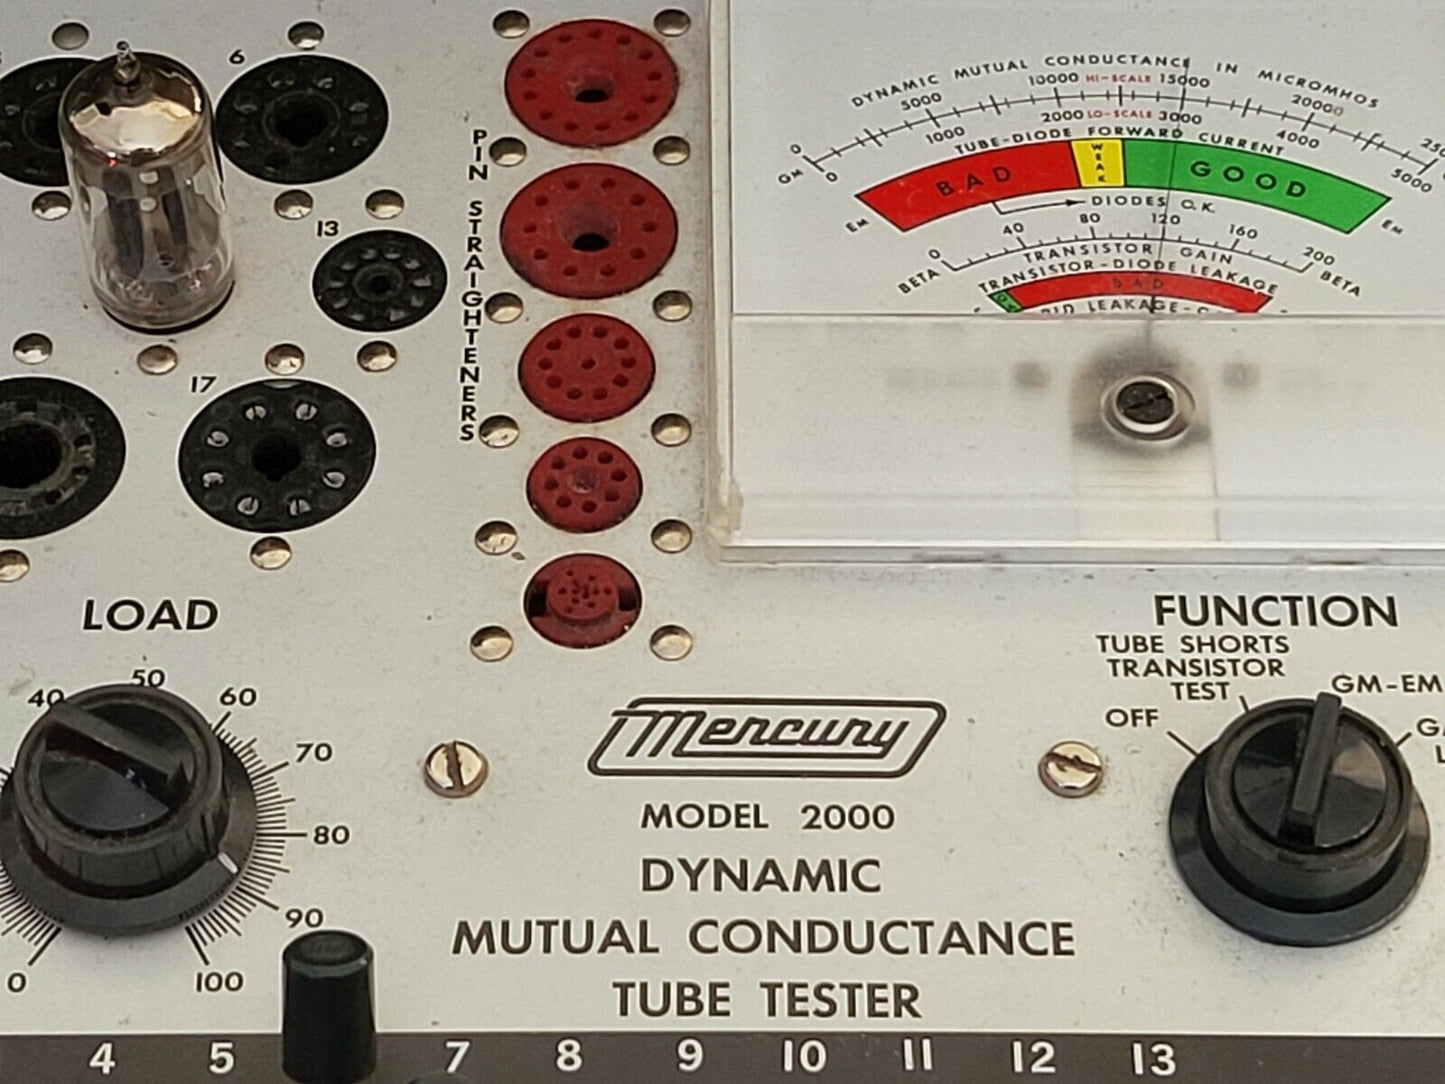 6
13
17
PIN STRAIGHTENERS
DYNAMIC MUTUAL CONDUCTANCE IN MICROMHOS
0 5000 10000 HI-SCALE 15000 20000
GM 0 1000 2000 LO-SCALE 3000 4000 5000
TUBE-DIODE FORWARD CURRENT
BAD WEAK GOOD
EM DIODES O.K. EM
0 40 80 120 160 200
BETA TRANSISTOR GAIN BETA
TRANSISTOR-DIODE LEAKAGE
BAD
LEAKAGE
LOAD
0 40 50 60 70 80 90 100
FUNCTION
OFF
TUBE SHORTS
TRANSISTOR
TEST
GM-EM
Mercury
MODEL 2000
DYNAMIC
MUTUAL CONDUCTANCE
TUBE TESTER
4 5 7 8 9 10 11 12 13